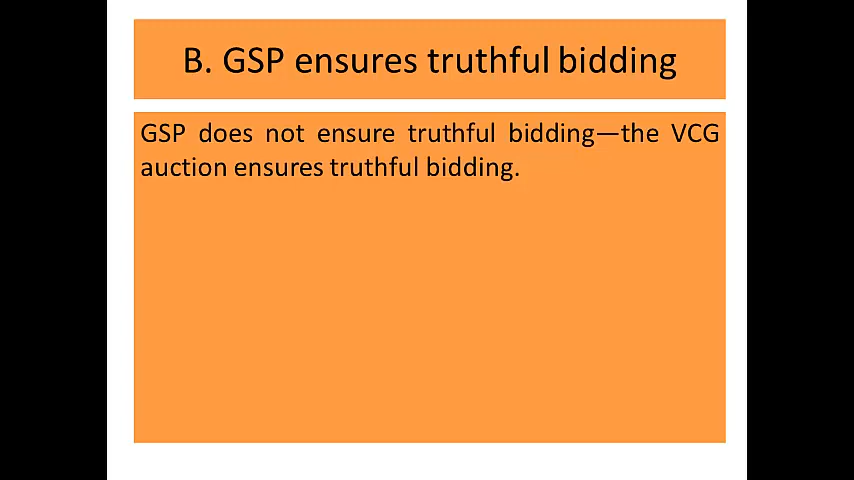 B. GSP ensures truthful bidding
GSP does not ensure truthful bidding—the VCG
auction ensures truthful bidding.